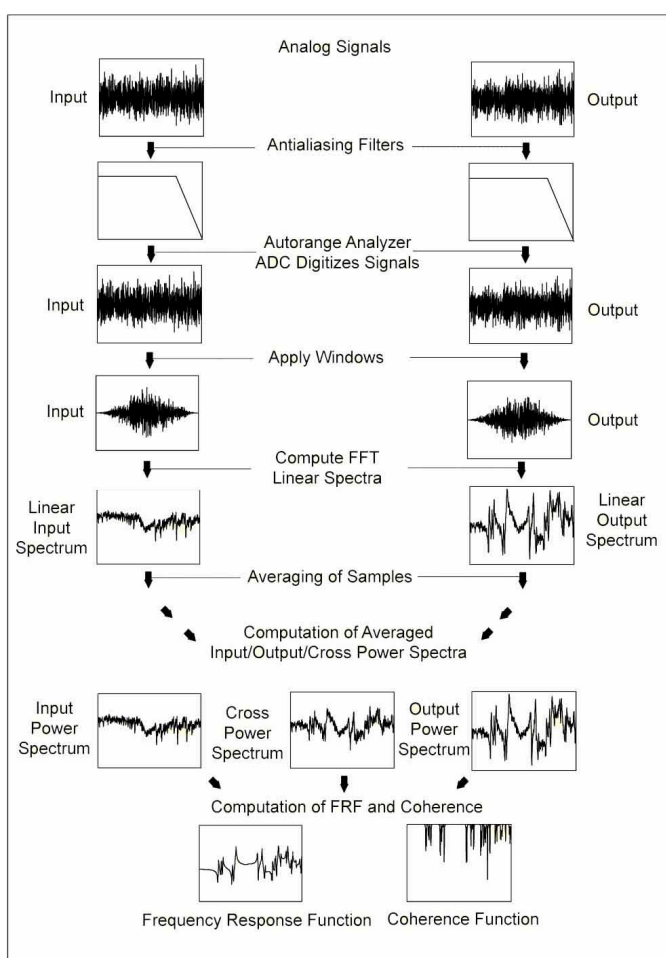 Analog Signals
Input
Output
Antialiasing Filters
Autorange Analyzer
ADC Digitizes Signals
Input
Output
Apply Windows
Input
Output
Compute FFT
Linear Spectra
Linear
Input
Spectrum
Linear
Output
Spectrum
Averaging of Samples
Computation of Averaged
Input/Output/Cross Power Spectra
Input
Power
Spectrum
Cross
Power
Spectrum
Output
Power
Spectrum
Computation of FRF and Coherence
Frequency Response Function
Coherence Function